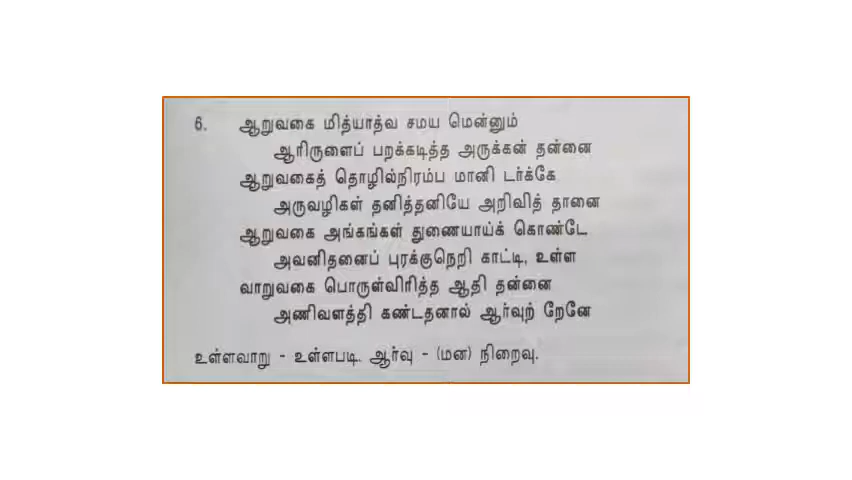 6. ஆறுவகை மித்யாத்வ சமய மென்னும்
ஆரிருளைப் பறக்கடித்த அருக்கன் தன்னை
ஆறுவகைத் தொழில்நிரம்ப மானி டர்க்கே
அருவழிகள் தனித்தனியே அறிவித் தானை
ஆறுவகை அங்கங்கள் துணையாய்க் கொண்டே
அவனிதனைப் புரக்குநெறி காட்டி, உள்ள
வாறுவகை பொருள்விரித்த ஆதி தன்னை
அணிவளத்தி கண்டதனால் ஆர்வுற் றேனே
உள்ளவாறு - உள்ளபடி. ஆர்வு - (மன) நிறைவு.